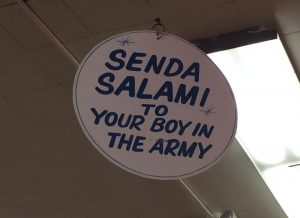 SENDA
SALAMI
TO
YOUR BOY IN
THE ARMY